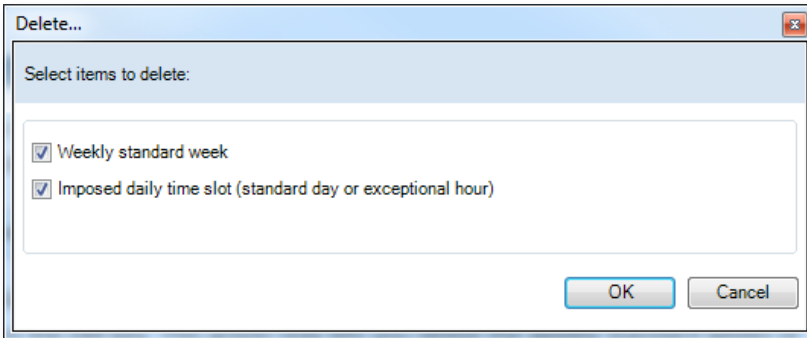 Delete...
Select items to delete:
Weekly standard week
Imposed daily time slot (standard day or exceptional hour)
OK Cancel